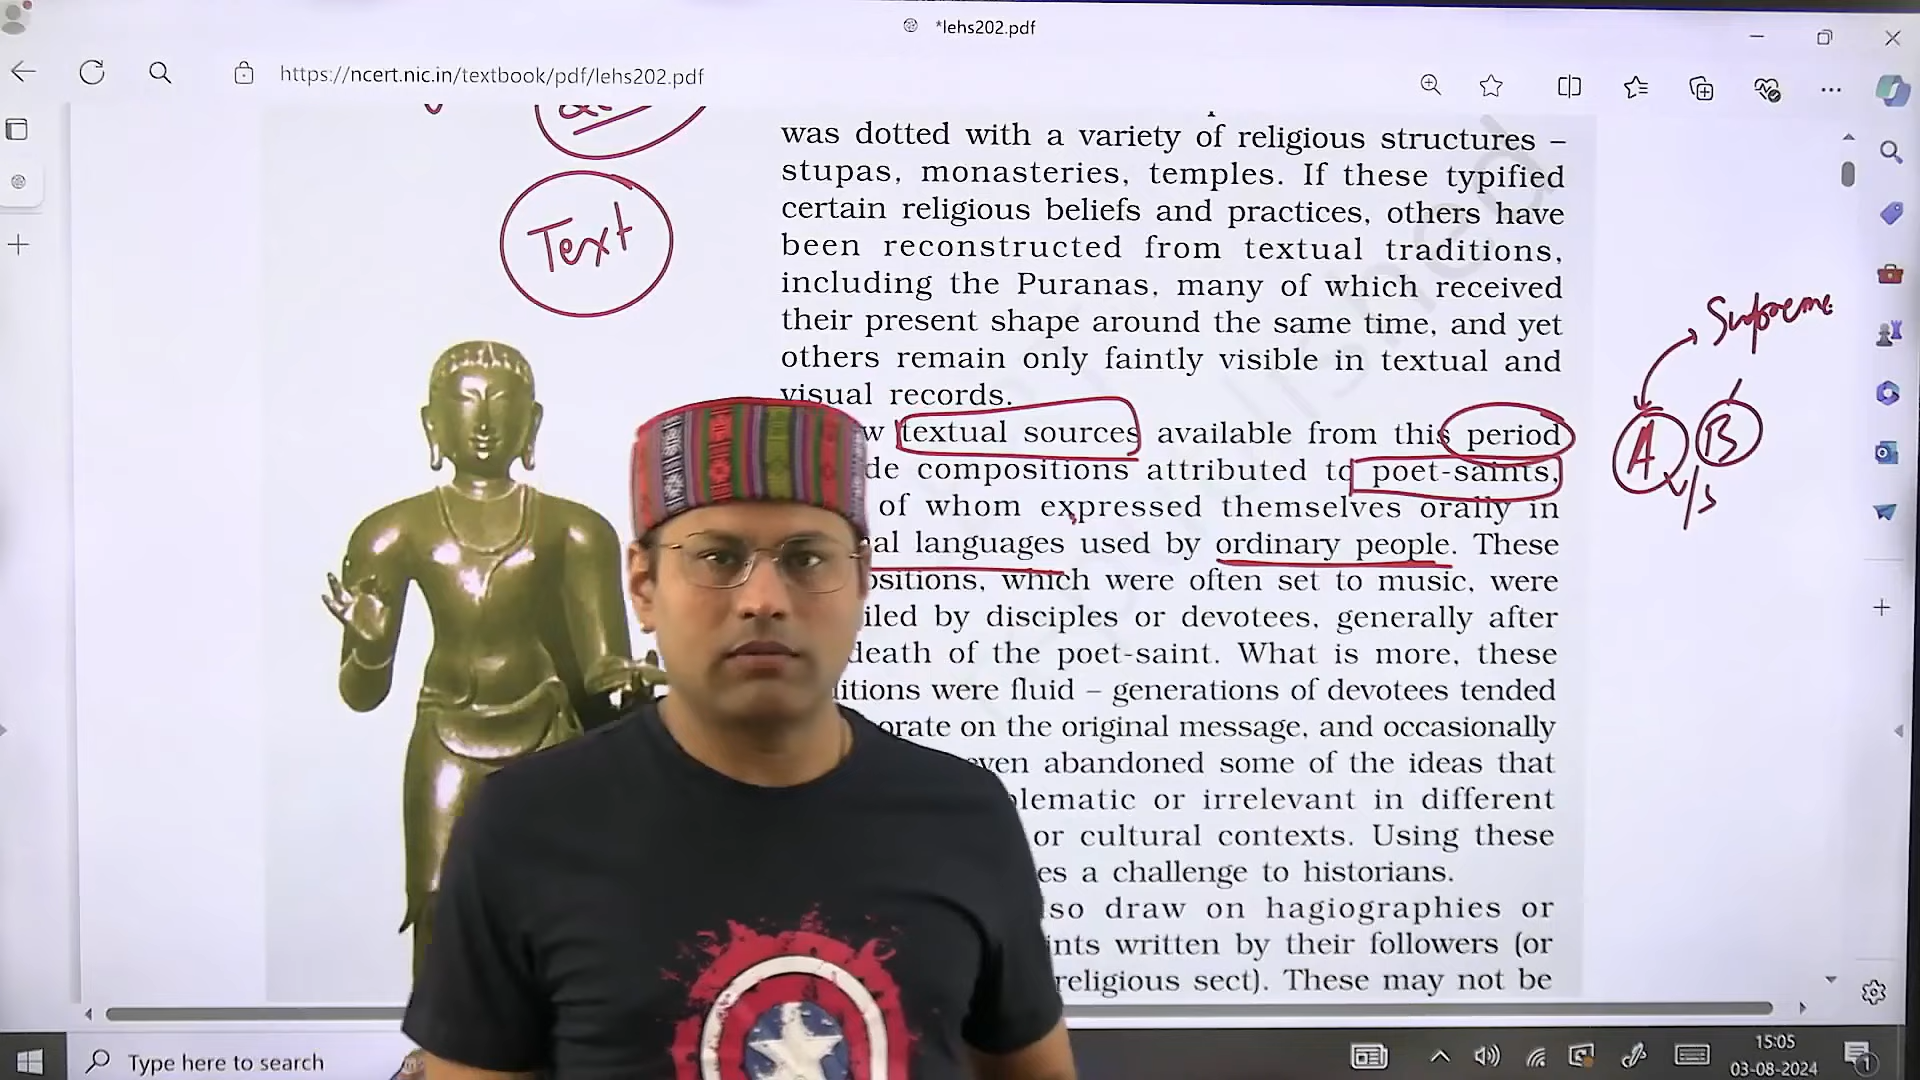 *lehs202.pdf
https://ncert.nic.in/textbook/pdf/lehs202.pdf
was dotted with a variety of religious structures –
stupas, monasteries, temples. If these typified
certain religious beliefs and practices, others have
been reconstructed from textual traditions,
including the Puranas, many of which received
their present shape around the same time, and yet
others remain only faintly visible in textual and
visual records.
textual sources available from this period
compositions attributed to poet-saints,
of whom expressed themselves orally in
languages used by ordinary people. These
which were often set to music, were
by disciples or devotees, generally after
death of the poet-saint. What is more, these
were fluid – generations of devotees tended
on the original message, and occasionally
even abandoned some of the ideas that
or irrelevant in different
or cultural contexts. Using these
a challenge to historians.
draw on hagiographies or
written by their followers (or
religious sect). These may not be
Text
Supreme
A
B
v/s
Type here to search
15:05
03-08-2024
1